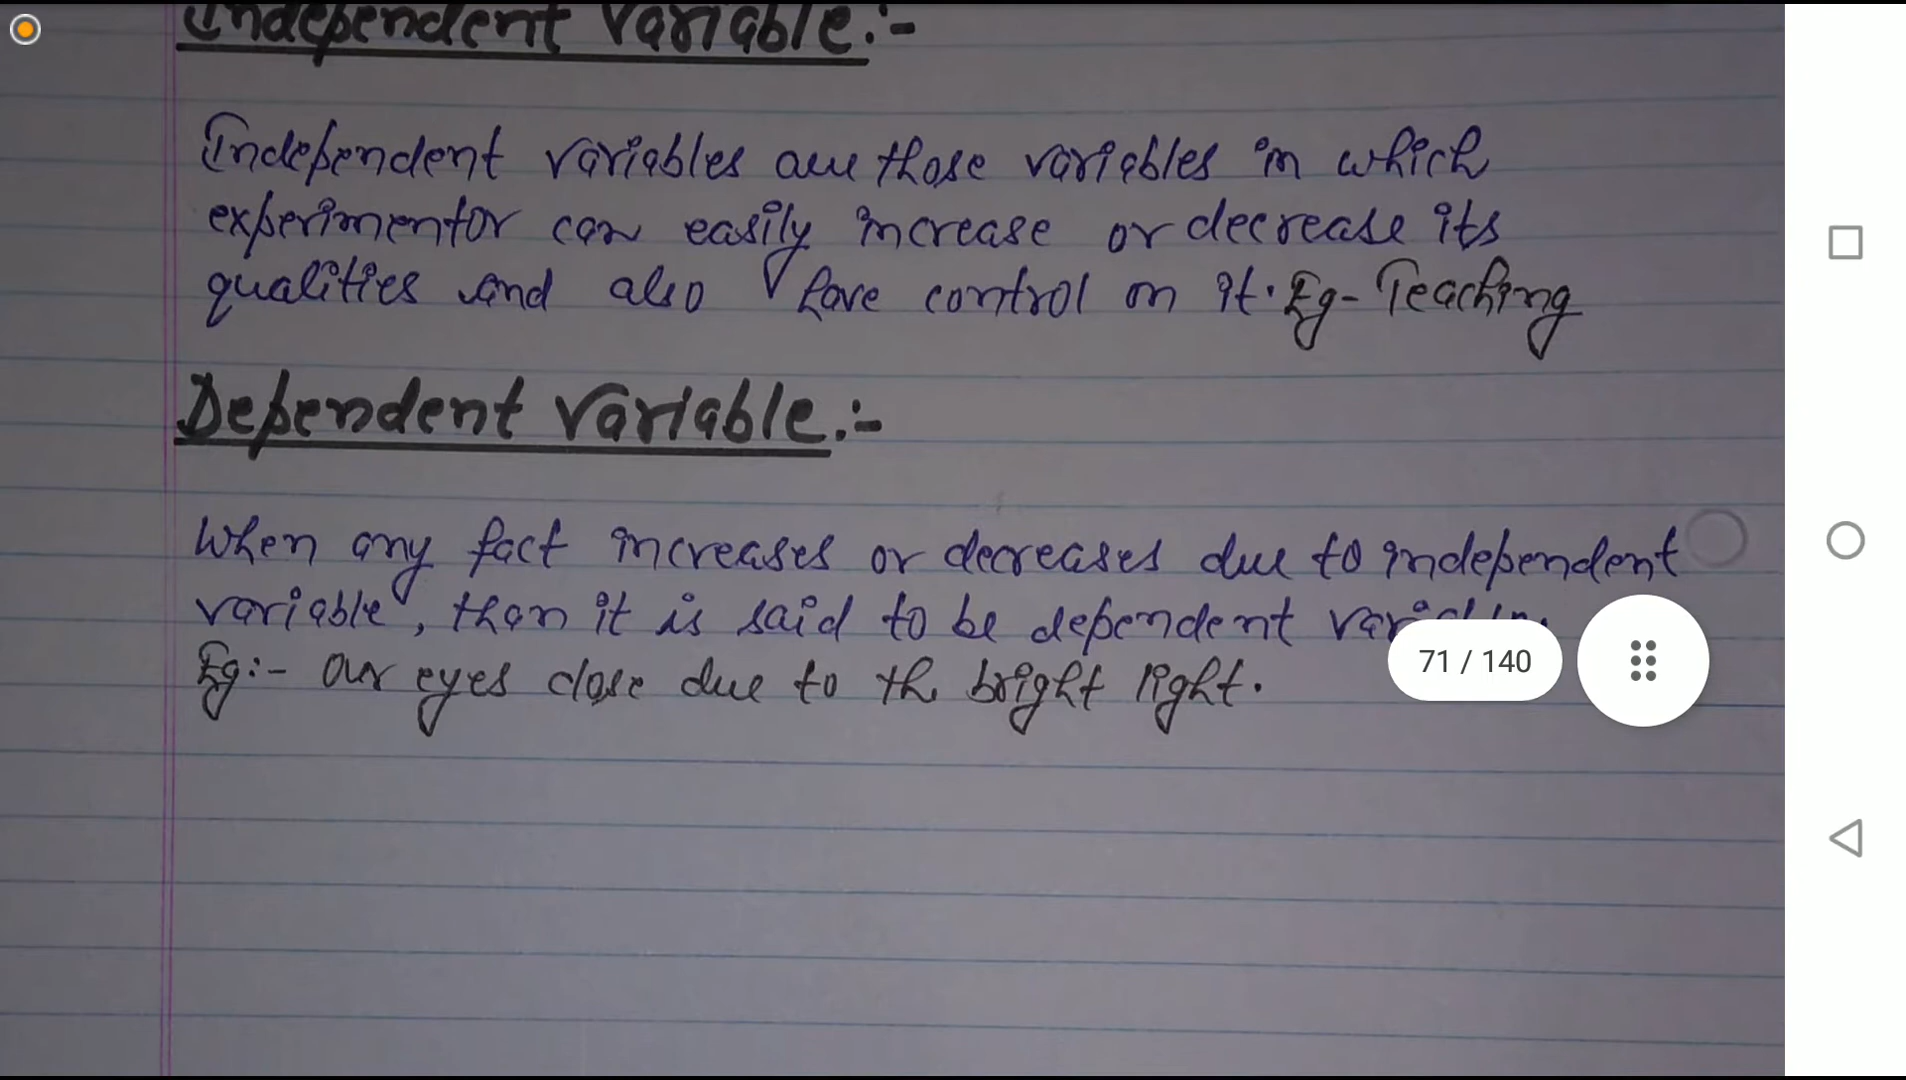 Independent Variable:-
Independent variables are those variables in which
experimentor can easily increase or decrease its
qualities and also have control on it. Eg- Teaching
Dependent Variable:-
When any fact increases or decreases due to independent
variable, than it is said to be dependent
71 / 140
Eg:- Our eyes close due to th bright light.